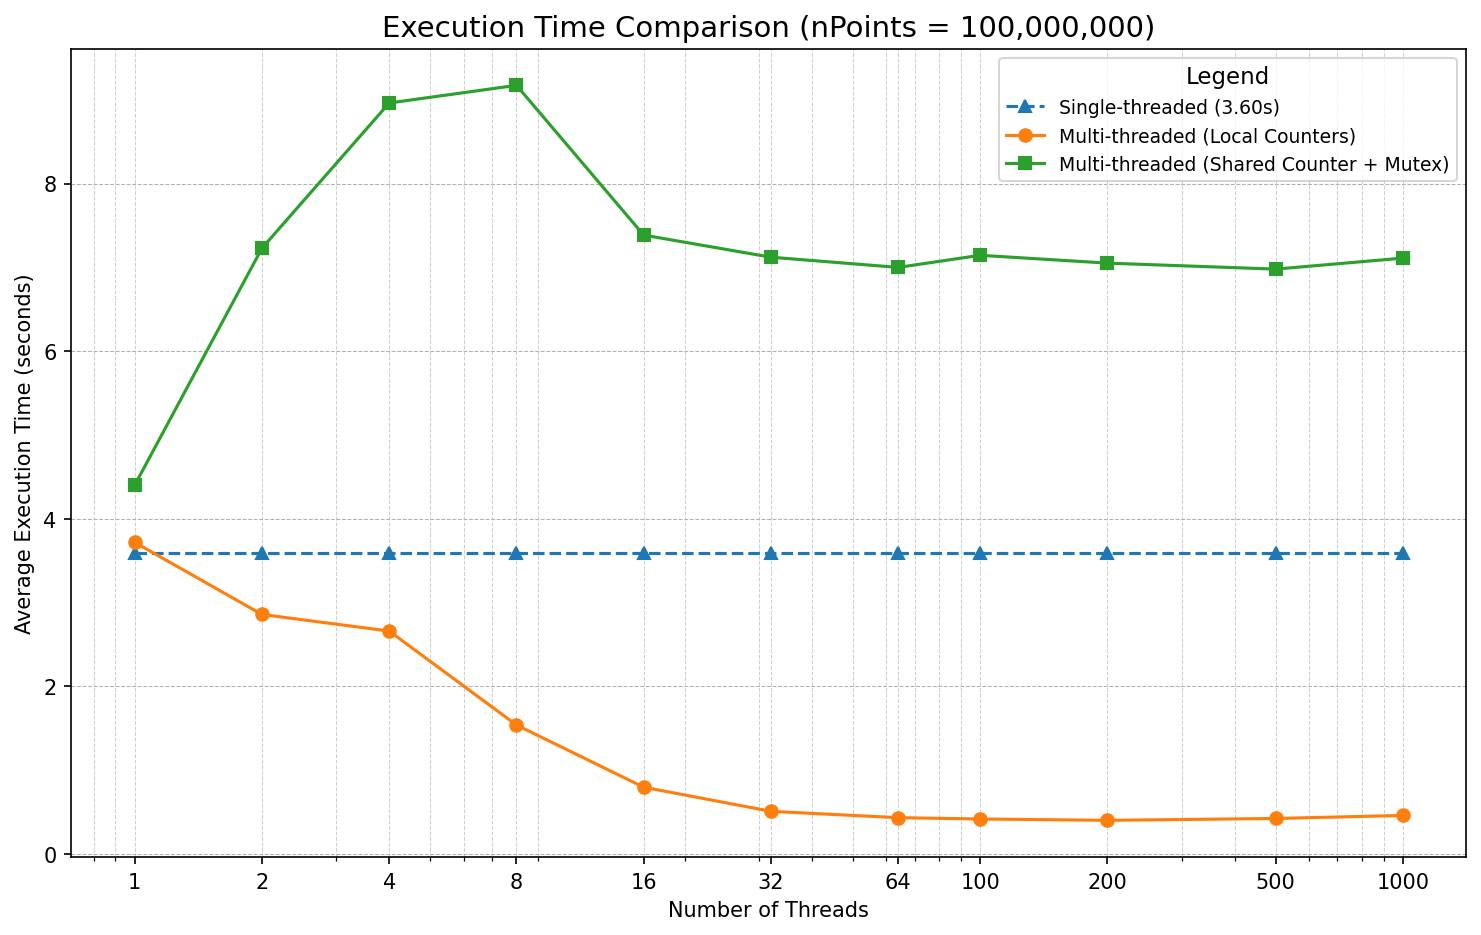 Execution Time Comparison (nPoints = 100,000,000)
Legend
Single-threaded (3.60s)
Multi-threaded (Local Counters)
Multi-threaded (Shared Counter + Mutex)
Average Execution Time (seconds)
8
6
4
2
0
1 2 4 8 16 32 64 100 200 500 1000
Number of Threads